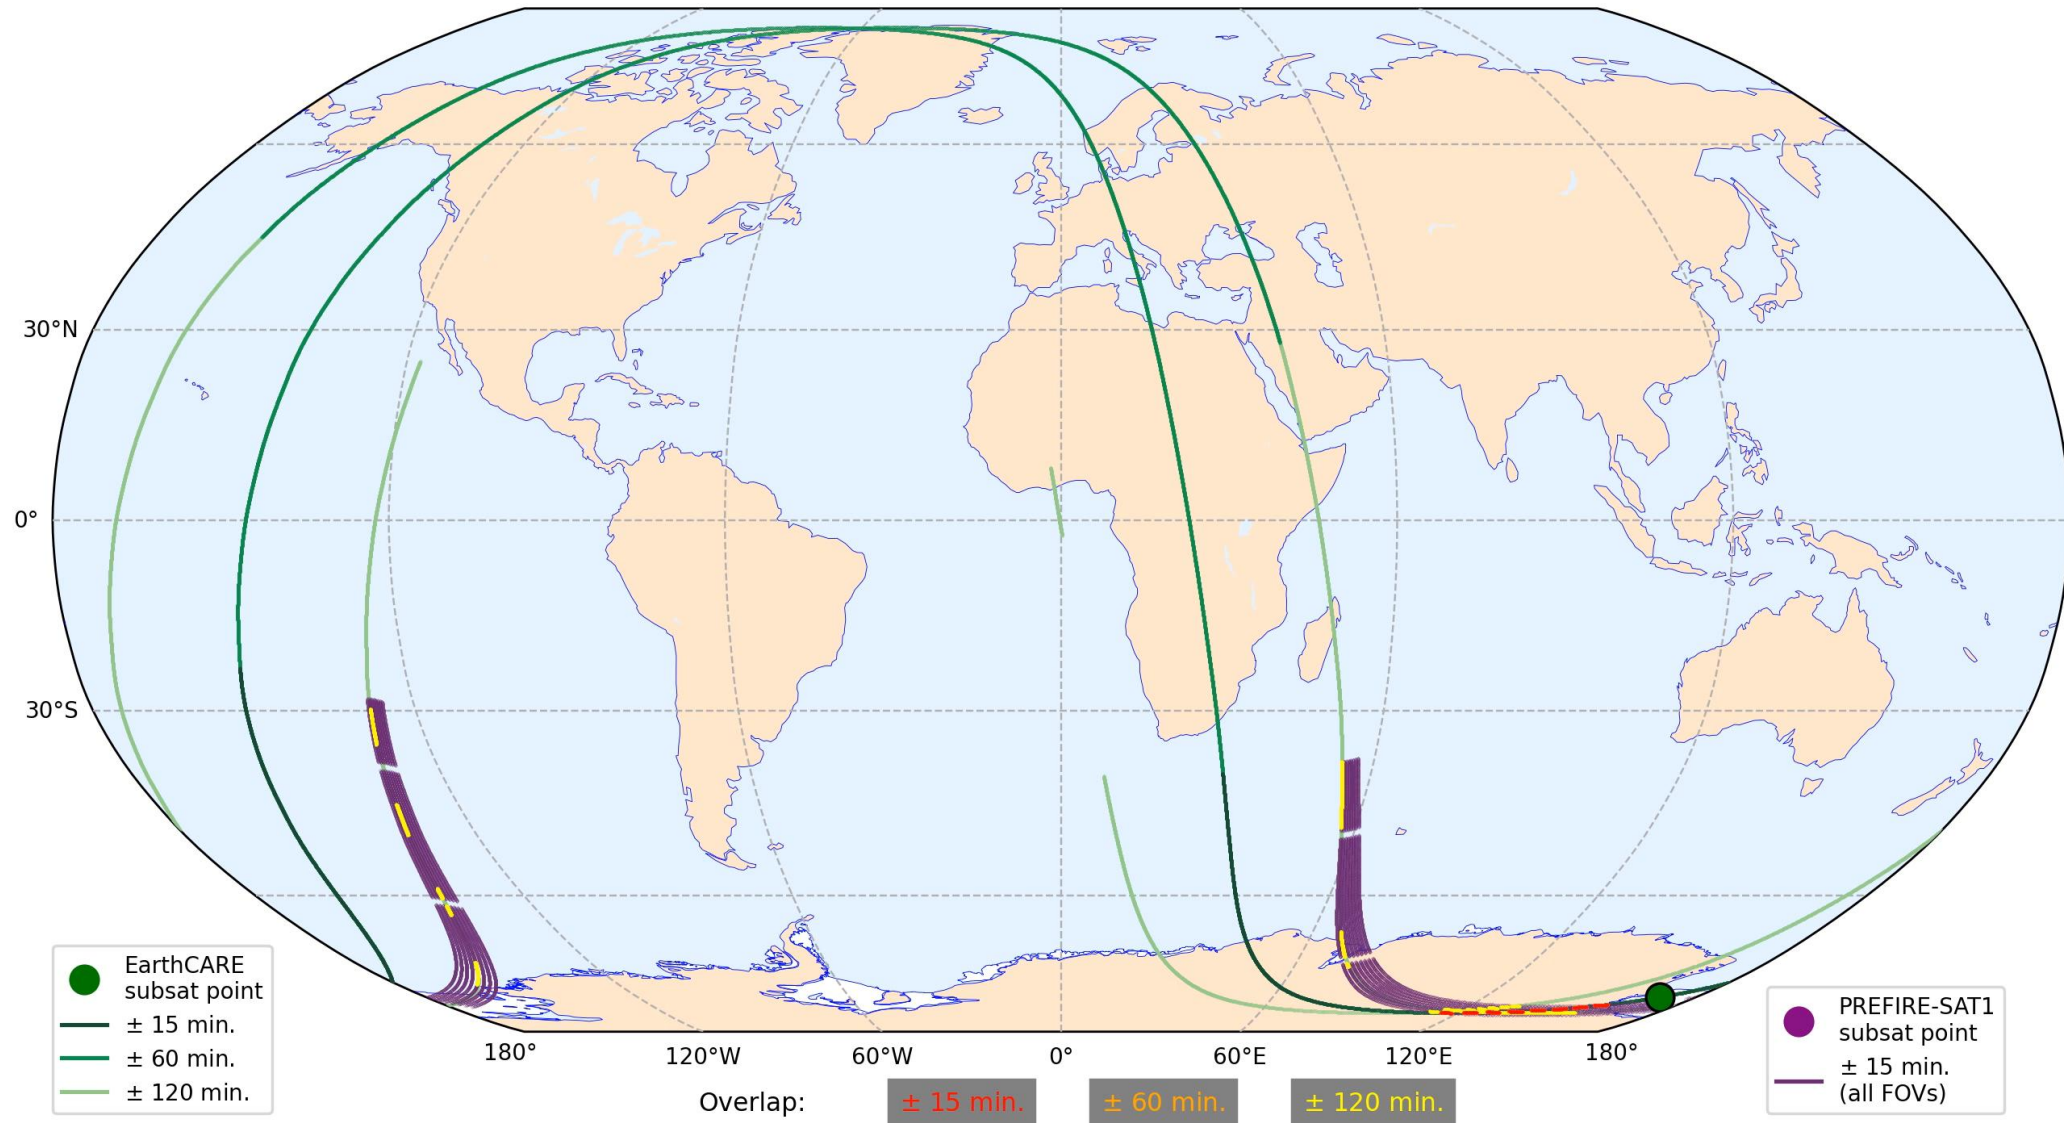 30°N
0°
30°S
180°
120°W
60°W
0°
60°E
120°E
180°
EarthCARE
subsat point
± 15 min.
± 60 min.
± 120 min.
PREFIRE-SAT1
subsat point
± 15 min.
(all FOVs)
Overlap: ± 15 min. ± 60 min. ± 120 min.